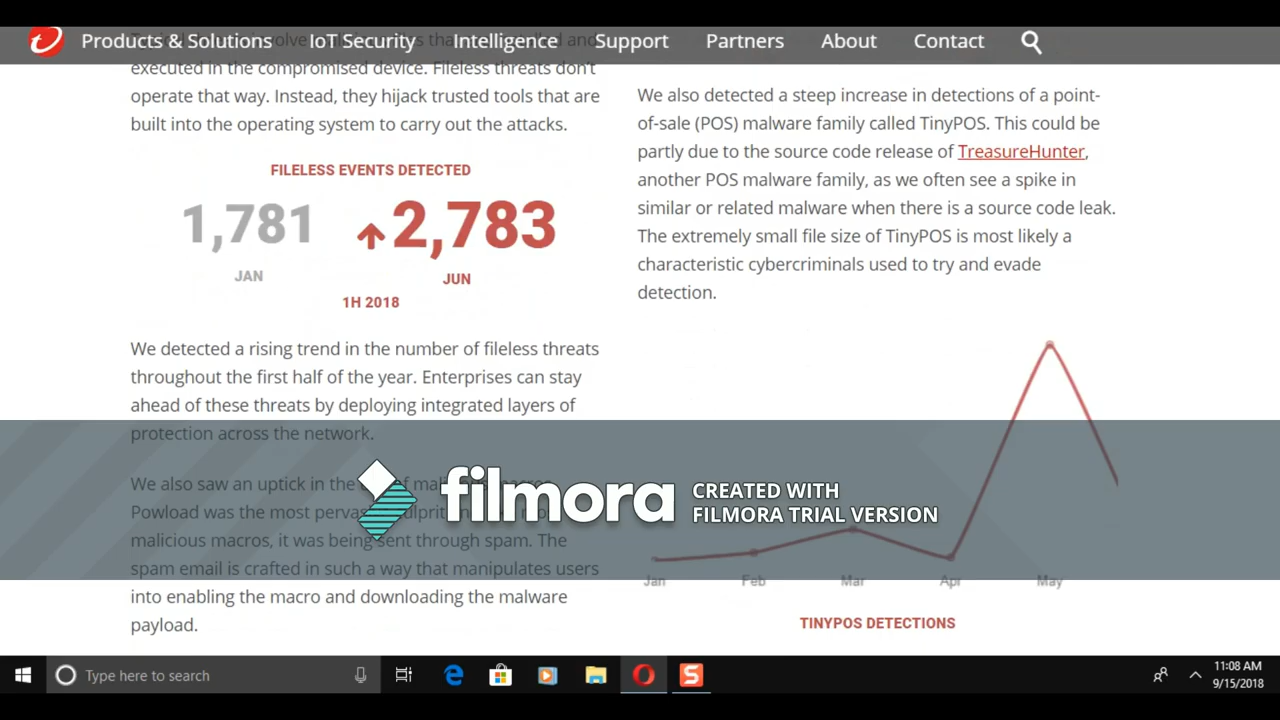 Products & Solutions IoT Security Intelligence Support Partners About Contact
executed in the compromised device. Fileless threats don't
operate that way. Instead, they hijack trusted tools that are
built into the operating system to carry out the attacks.
FILELESS EVENTS DETECTED
1,781 2,783
JAN JUN
1H 2018
We detected a rising trend in the number of fileless threats
throughout the first half of the year. Enterprises can stay
ahead of these threats by deploying integrated layers of
protection across the network.
We also saw an uptick in the of
Powload was the most
malicious macros, it was being sent through spam. The
spam email is crafted in such a way that manipulates users
into enabling the macro and downloading the malware
payload.
We also detected a steep increase in detections of a point-
of-sale (POS) malware family called TinyPOS. This could be
partly due to the source code release of TreasureHunter,
another POS malware family, as we often see a spike in
similar or related malware when there is a source code leak.
The extremely small file size of TinyPOS is most likely a
characteristic cybercriminals used to try and evade
detection.
Jan Feb Mar Apr May
TINYPOS DETECTIONS
filmora
CREATED WITH
FILMORA TRIAL VERSION
Type here to search
11:08 AM
9/15/2018